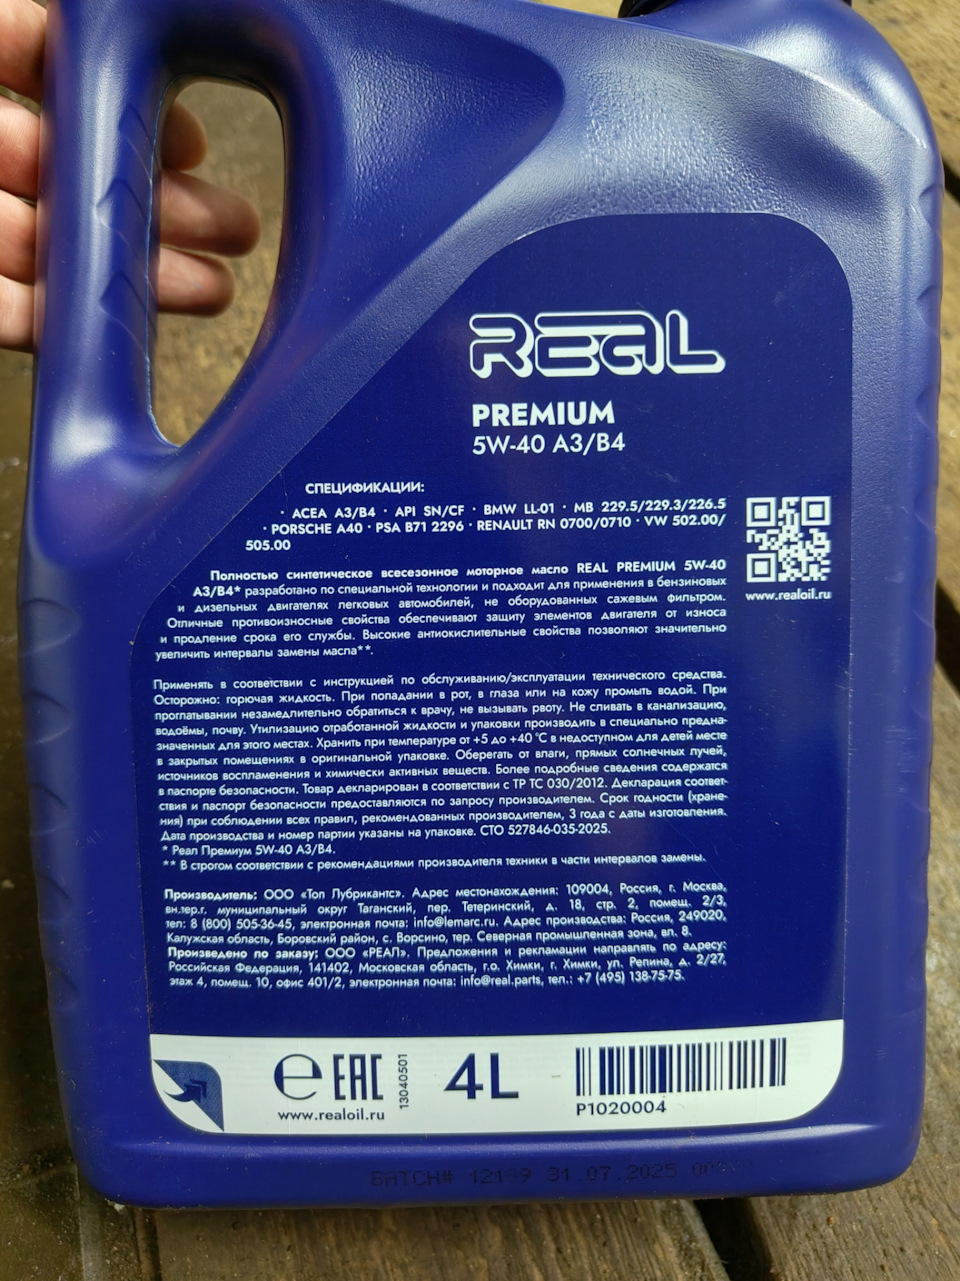 REAL
PREMIUM
5W-40 A3/B4
СПЕЦИФИКАЦИИ:
· ACEA A3/B4 · API SN/CF · BMW LL-01 · MB 229.5/229.3/226.5
· PORSCHE A40 · PSA B71 2296 · RENAULT RN 0700/0710 · VW 502.00/
505.00
www.realoil.ru
Полностью синтетическое всесезонное моторное масло REAL PREMIUM 5W-40
A3/B4* разработано по специальной технологии и подходит для применения в бензиновых
и дизельных двигателях легковых автомобилей, не оборудованных сажевым фильтром.
Отличные противоизносные свойства обеспечивают защиту элементов двигателя от износа
и продление срока его службы. Высокие антиокислительные свойства позволяют значительно
увеличить интервалы замены масла**.
Применять в соответствии с инструкцией по обслуживанию/эксплуатации технического средства.
Осторожно: горючая жидкость. При попадании в рот, в глаза или на кожу промыть водой. При
проглатывании незамедлительно обратиться к врачу, не вызывать рвоту. Не сливать в канализацию,
водоёмы, почву. Утилизацию отработанной жидкости и упаковки производить в специально предна-
значенных для этого местах. Хранить при температуре от +5 до +40 °С в недоступном для детей месте
в закрытых помещениях в оригинальной упаковке. Оберегать от влаги, прямых солнечных лучей,
источников воспламенения и химически активных веществ. Более подробные сведения содержатся
в паспорте безопасности. Товар декларирован в соответствии с ТР ТС 030/2012. Декларация соответ-
ствия и паспорт безопасности предоставляются по запросу производителем. Срок годности (хране-
ния) при соблюдении всех правил, рекомендованных производителем, 3 года с даты изготовления.
Дата производства и номер партии указаны на упаковке. СТО 527846-035-2025.
* Реал Премиум 5W-40 A3/B4.
** В строгом соответствии с рекомендациями производителя техники в части интервалов замены.
Производитель: ООО «Топ Лубрикантс». Адрес местонахождения: 109004, Россия, г. Москва,
вн.тер.г. муниципальный округ Таганский, пер. Тетеринский, д. 18, стр. 2, помещ. 2/3,
тел: 8 (800) 505-36-45, электронная почта: info@lemarc.ru. Адрес производства: Россия, 249020,
Калужская область, Боровский район, с. Ворсино, тер. Северная промышленная зона, вл. 8.
Произведено по заказу: ООО «РЕАЛ». Предложения и рекламации направлять по адресу:
Российская Федерация, 141402, Московская область, г.о. Химки, г. Химки, ул. Репина, д. 2/27,
этаж 4, помещ. 10, офис 401/2, электронная почта: info@real.parts, тел.: +7 (495) 138-75-75.
℮ EAC 13040501 4L
www.realoil.ru
P1020004
BATCH# 31.07.2025